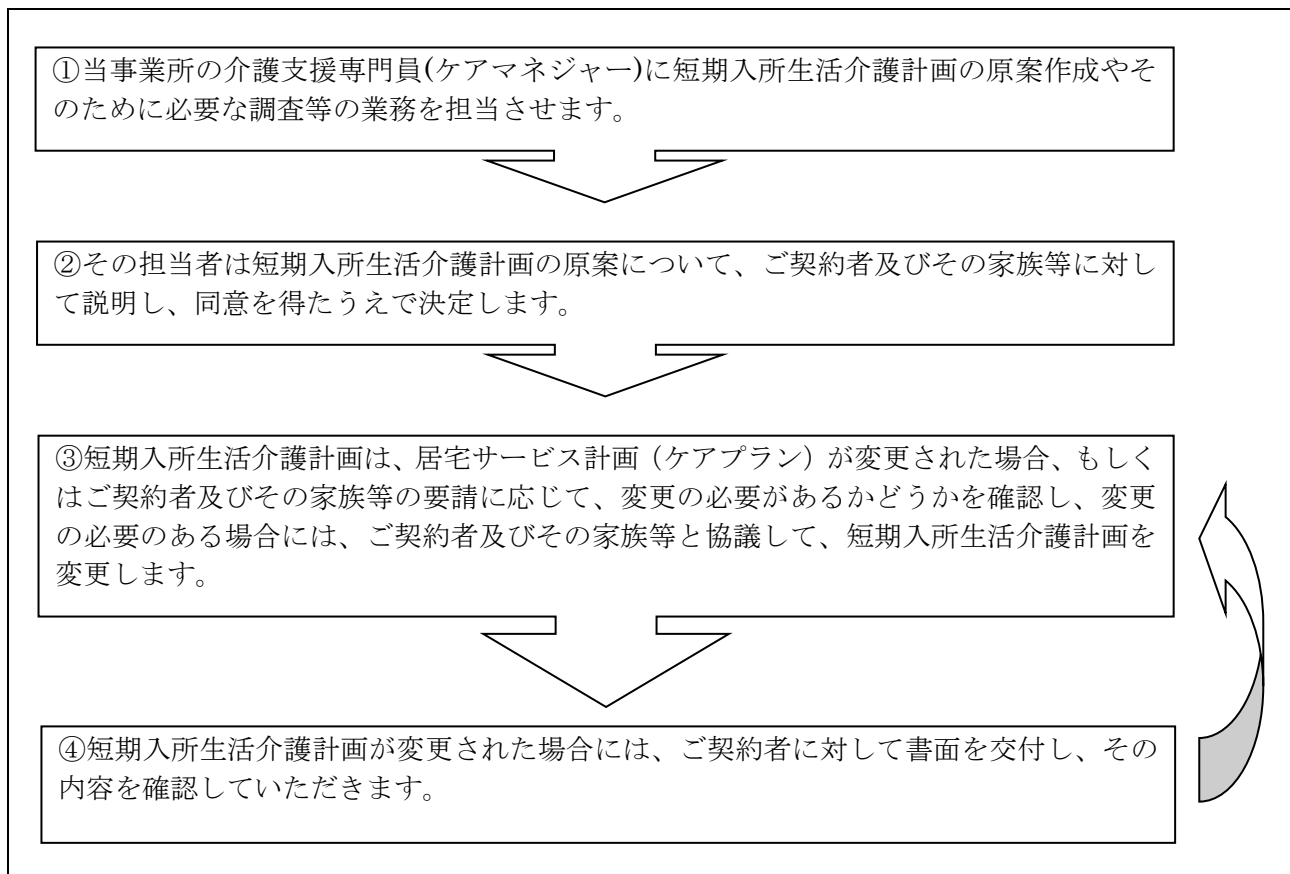 ①当事業所の介護支援専門員(ケアマネジャー)に短期入所生活介護計画の原案作成やそ
のために必要な調査等の業務を担当させます。
②その担当者は短期入所生活介護計画の原案について、ご契約者及びその家族等に対し
て説明し、同意を得たうえで決定します。
③短期入所生活介護計画は、居宅サービス計画（ケアプラン）が変更された場合、もしく
はご契約者及びその家族等の要請に応じて、変更の必要があるかどうかを確認し、変更
の必要のある場合には、ご契約者及びその家族等と協議して、短期入所生活介護計画を
変更します。
④短期入所生活介護計画が変更された場合には、ご契約者に対して書面を交付し、その
内容を確認していただきます。